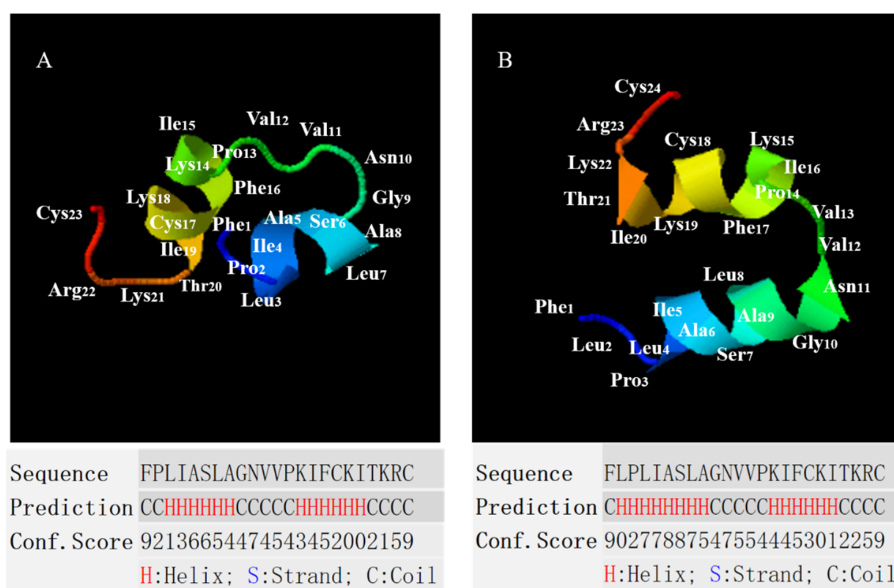 A
Ile15
Val12
Val11
Pro13
Lys14
Asn10
Phe16
Lys18
Gly9
Cys23
Cys17
Phe1
Ala5
Ser6
Ala8
Ile19
Ile4
Pro2
Leu7
Arg22
Lys21
Thr20
Leu3
Sequence FPLIASLAGNVVPKIFCKITKRC
Prediction CCHHHHHHCCCCCHHHHHHCCCC
Conf.Score 92136654474543452002159
H:Helix; S:Strand; C:Coil
B
Cys24
Arg23
Cys18
Lys15
Lys22
Ile16
Thr21
Pro14
Lys19
Val13
Ile20
Phe17
Val12
Leu8
Asn11
Phe1
Ile5
Ala6
Ala9
Leu2
Leu4
Ser7
Gly10
Pro3
Sequence FLPLIASLAGNVVPKIFCKITKRC
Prediction CHHHHHHHHCCCCCHHHHHHCCCC
Conf.Score 902778875475544453012259
H:Helix; S:Strand; C:Coil